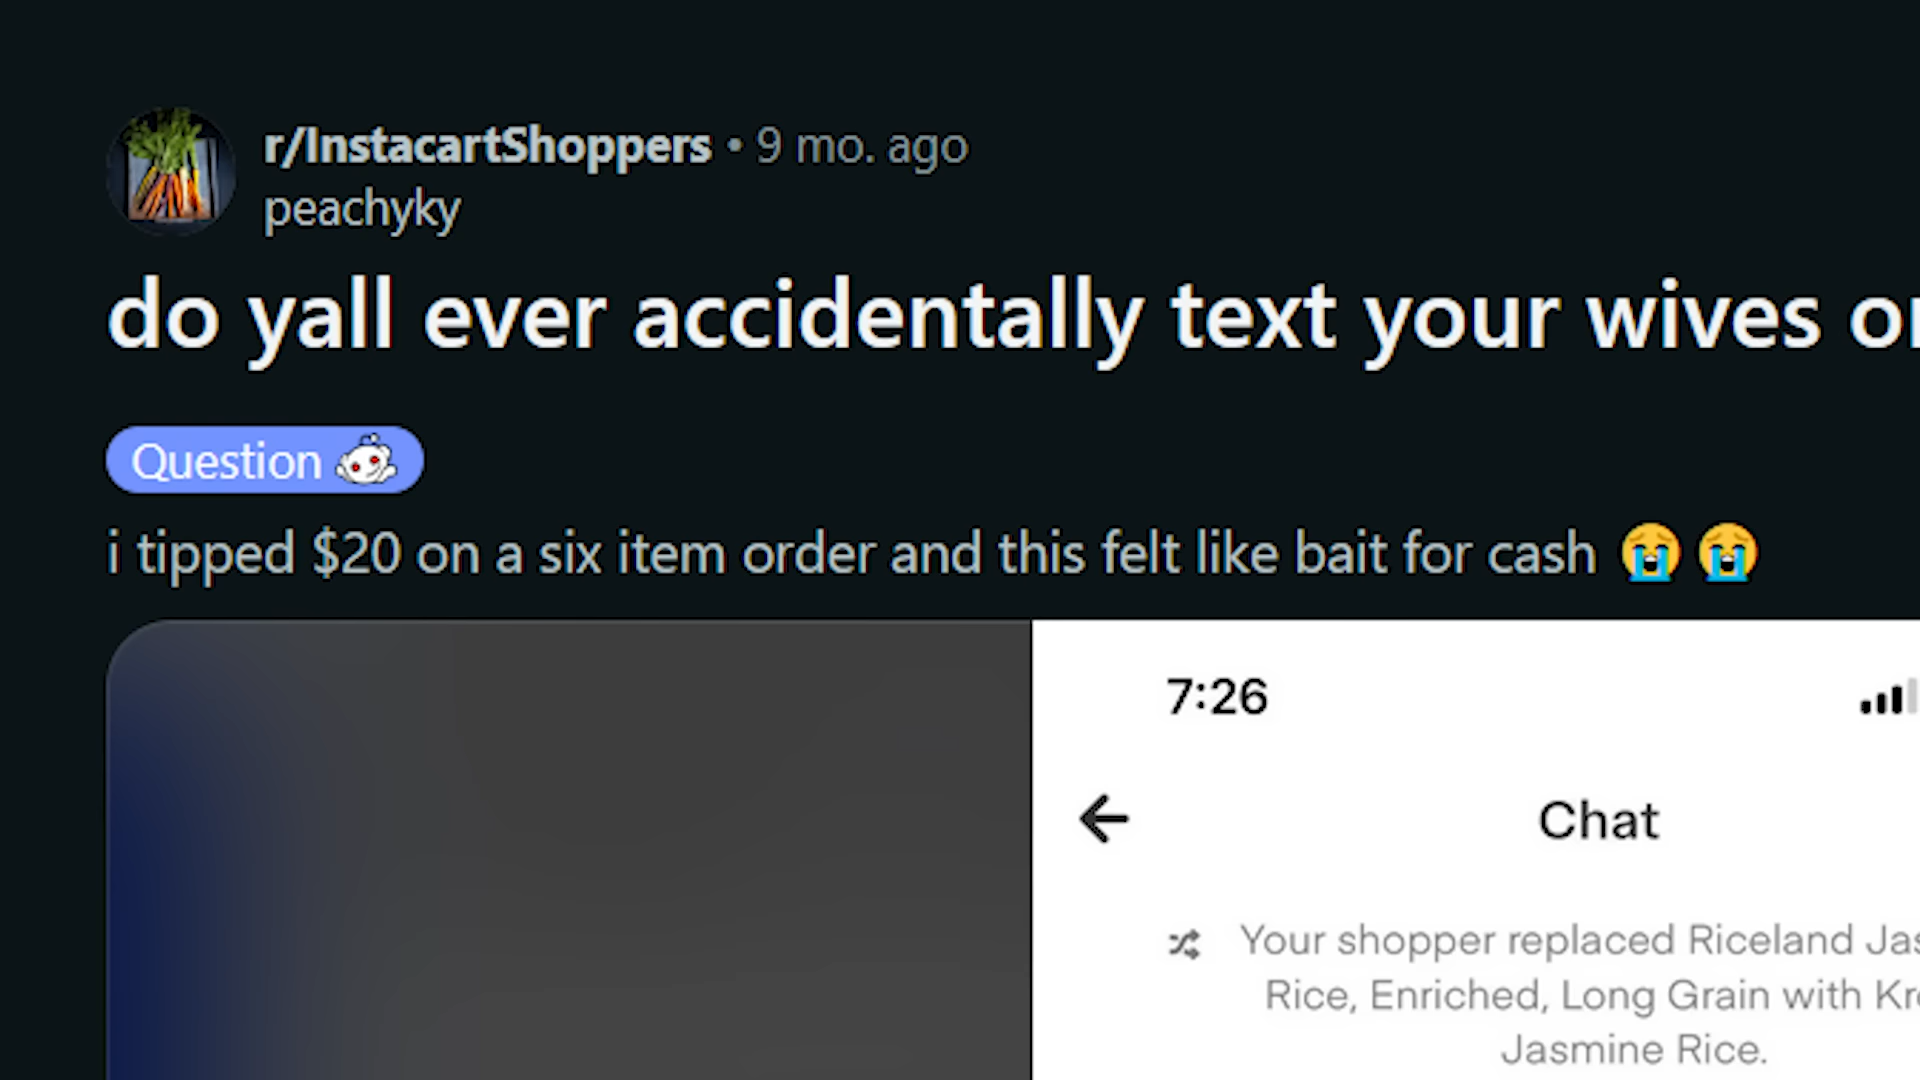 r/InstacartShoppers • 9 mo. ago
peachyky
do yall ever accidentally text your wives
Question
i tipped $20 on a six item order and this felt like bait for cash 😭😭
7:26
Chat
Your shopper replaced Riceland
Rice, Enriched, Long Grain with
Jasmine Rice.